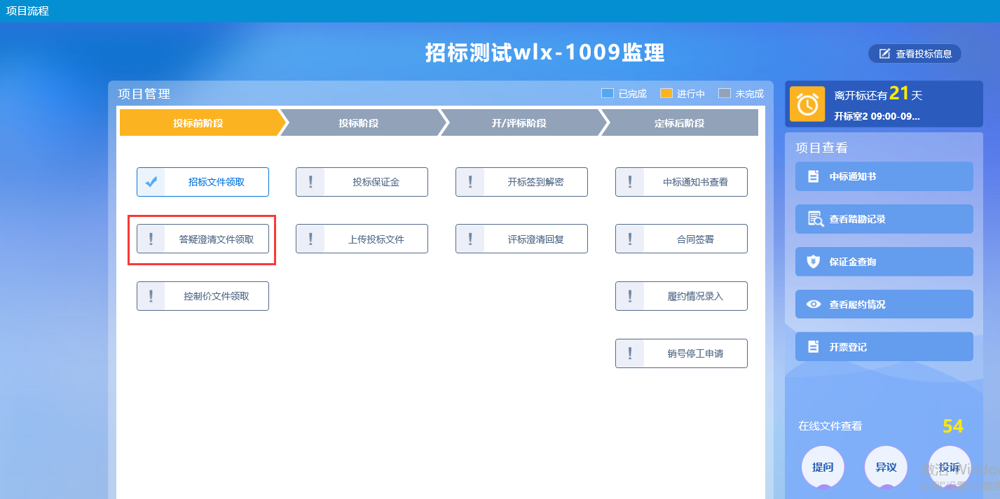 项目流程
招标测试wlx-1009监理
查看投标信息
项目管理
已完成 进行中 未完成
离开标还有21天
开标室2 09:00-09...
投标前阶段 投标阶段 开/评标阶段 定标后阶段
项目查看
招标文件领取 投标保证金 开标签到解密 中标通知书查看
中标通知书
答疑澄清文件领取 上传投标文件 评标澄清回复 合同签署
查看踏勘记录
保证金查询
控制价文件领取 履约情况录入
查看履约情况
销号停工申请
开票登记
在线文件查看 54
提问 异议 投诉
激活 Windo